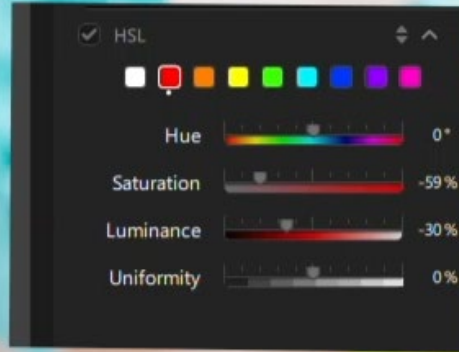 HSL
Hue 0°
Saturation -59%
Luminance -30%
Uniformity 0%